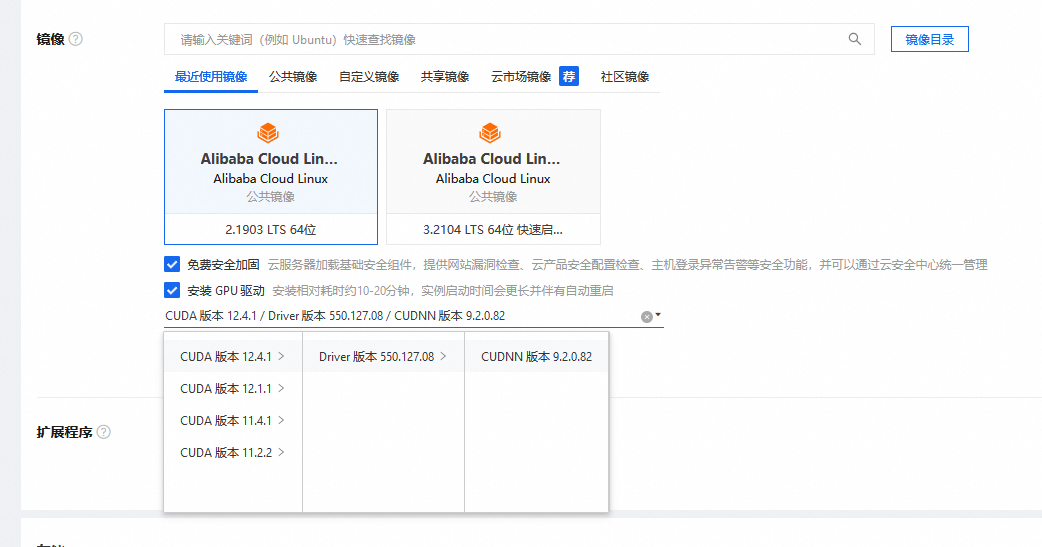 镜像
请输入关键词（例如 Ubuntu）快速查找镜像
镜像目录
最近使用镜像 公共镜像 自定义镜像 共享镜像 云市场镜像 荐 社区镜像
Alibaba Cloud Lin...
Alibaba Cloud Linux
公共镜像
2.1903 LTS 64位
Alibaba Cloud Lin...
Alibaba Cloud Linux
公共镜像
3.2104 LTS 64位 快速启...
免费安全加固 云服务器加载基础安全组件，提供网站漏洞检查、云产品安全配置检查、主机登录异常告警等安全功能，并可以通过云安全中心统一管理
安装 GPU 驱动 安装相对耗时约10-20分钟，实例启动时间会更长并伴有自动重启
CUDA 版本 12.4.1 / Driver 版本 550.127.08 / CUDNN 版本 9.2.0.82
CUDA 版本 12.4.1 > Driver 版本 550.127.08 > CUDNN 版本 9.2.0.82
CUDA 版本 12.1.1 >
CUDA 版本 11.4.1 >
CUDA 版本 11.2.2 >
扩展程序